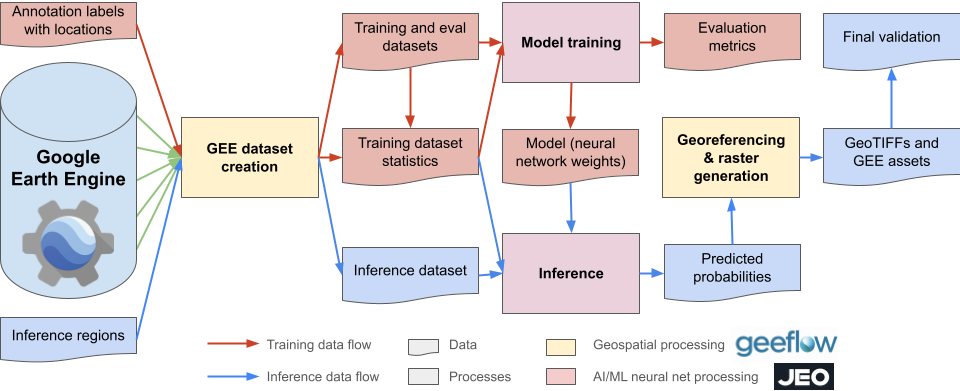 Annotation labels
with locations
Google
Earth Engine
Inference regions
GEE dataset
creation
Training and eval
datasets
Training dataset
statistics
Inference dataset
Model training
Model (neural
network weights)
Inference
Evaluation
metrics
Georeferencing
& raster
generation
Predicted
probabilities
Final validation
GeoTIFFs and
GEE assets
Training data flow
Data
Geospatial processing
geeflow
Inference data flow
Processes
AI/ML neural net processing
JEO